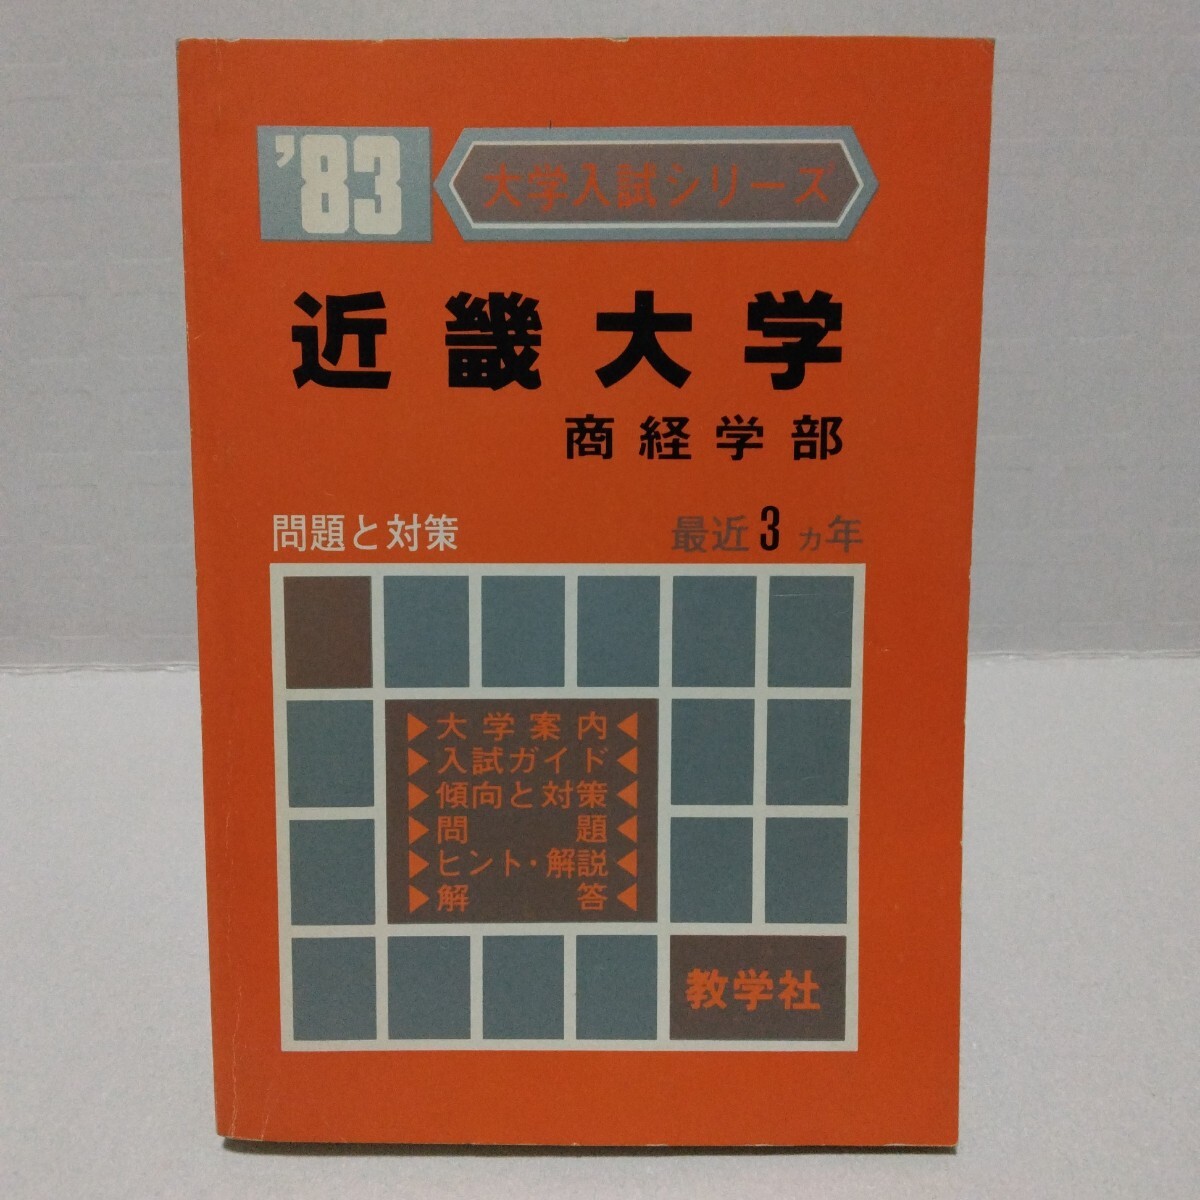 '83 大学入試シリーズ
近畿大学
商経学部
問題と対策 最近3ヵ年
▶大学案内◀
▶入試ガイド◀
▶傾向と対策◀
▶問題◀
▶ヒント・解説◀
▶解答◀
教学社